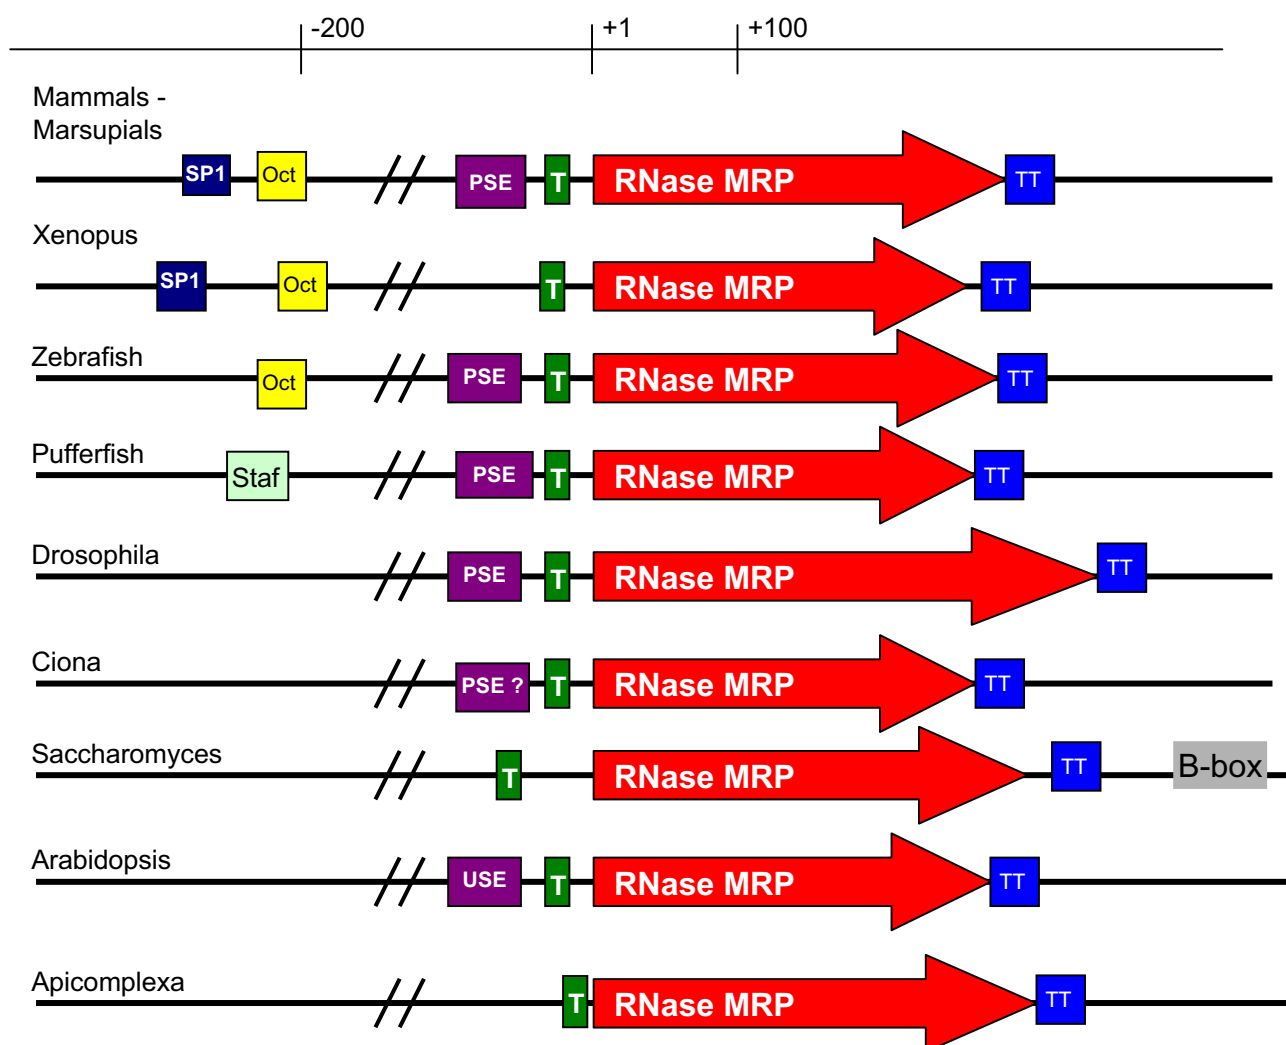 -200 +1 +100
Mammals -
Marsupials
SP1 Oct PSE T RNase MRP TT
Xenopus
SP1 Oct T RNase MRP TT
Zebrafish
Oct PSE T RNase MRP TT
Pufferfish
Staf PSE T RNase MRP TT
Drosophila
PSE T RNase MRP TT
Ciona
PSE ? T RNase MRP TT
Saccharomyces
T RNase MRP TT B-box
Arabidopsis
USE T RNase MRP TT
Apicomplexa
T RNase MRP TT